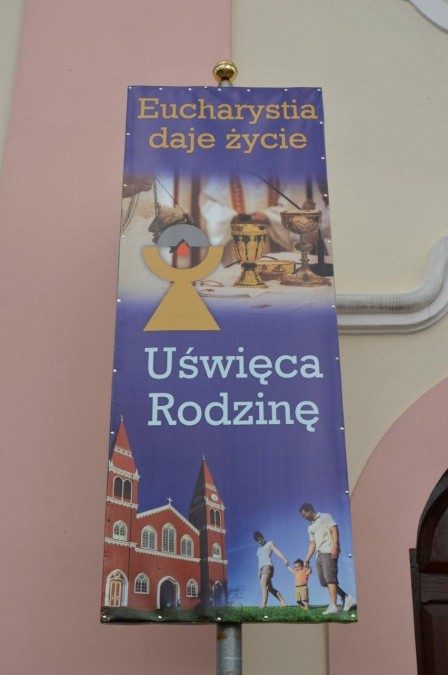 Eucharystia
daje życie
Uświęca
Rodzinę